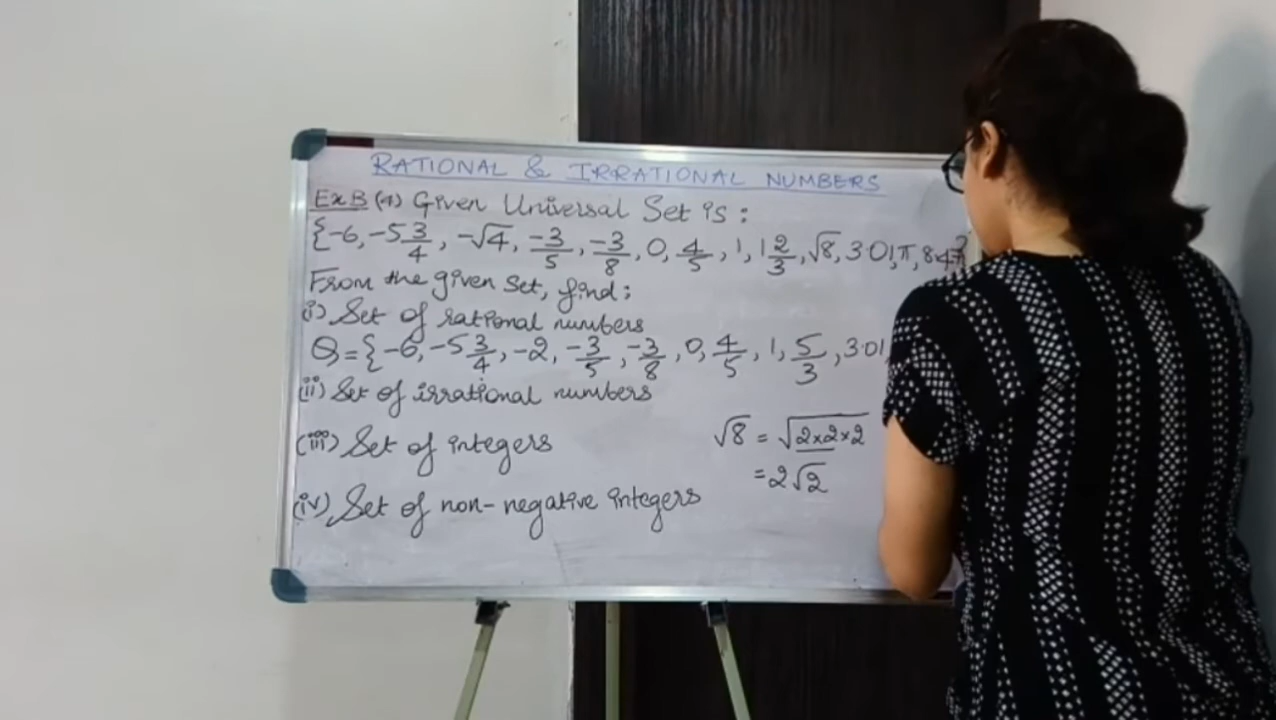 RATIONAL & IRRATIONAL NUMBERS
Ex B (4) Given Universal Set is :
{-6, -5 3/4, -√4, -3/5, -3/8, 0, 4/5, 1, 1 2/3, √8, 3.01, π, 8.47}
From the given set, find :
(i) Set of rational numbers
Q = { -6, -5 3/4, -2, -3/5, -3/8, 0, 4/5, 1, 5/3, 3.01
(ii) Set of irrational numbers
√8 = √2×2×2
(iii) Set of integers
= 2√2
(iv) Set of non-negative integers